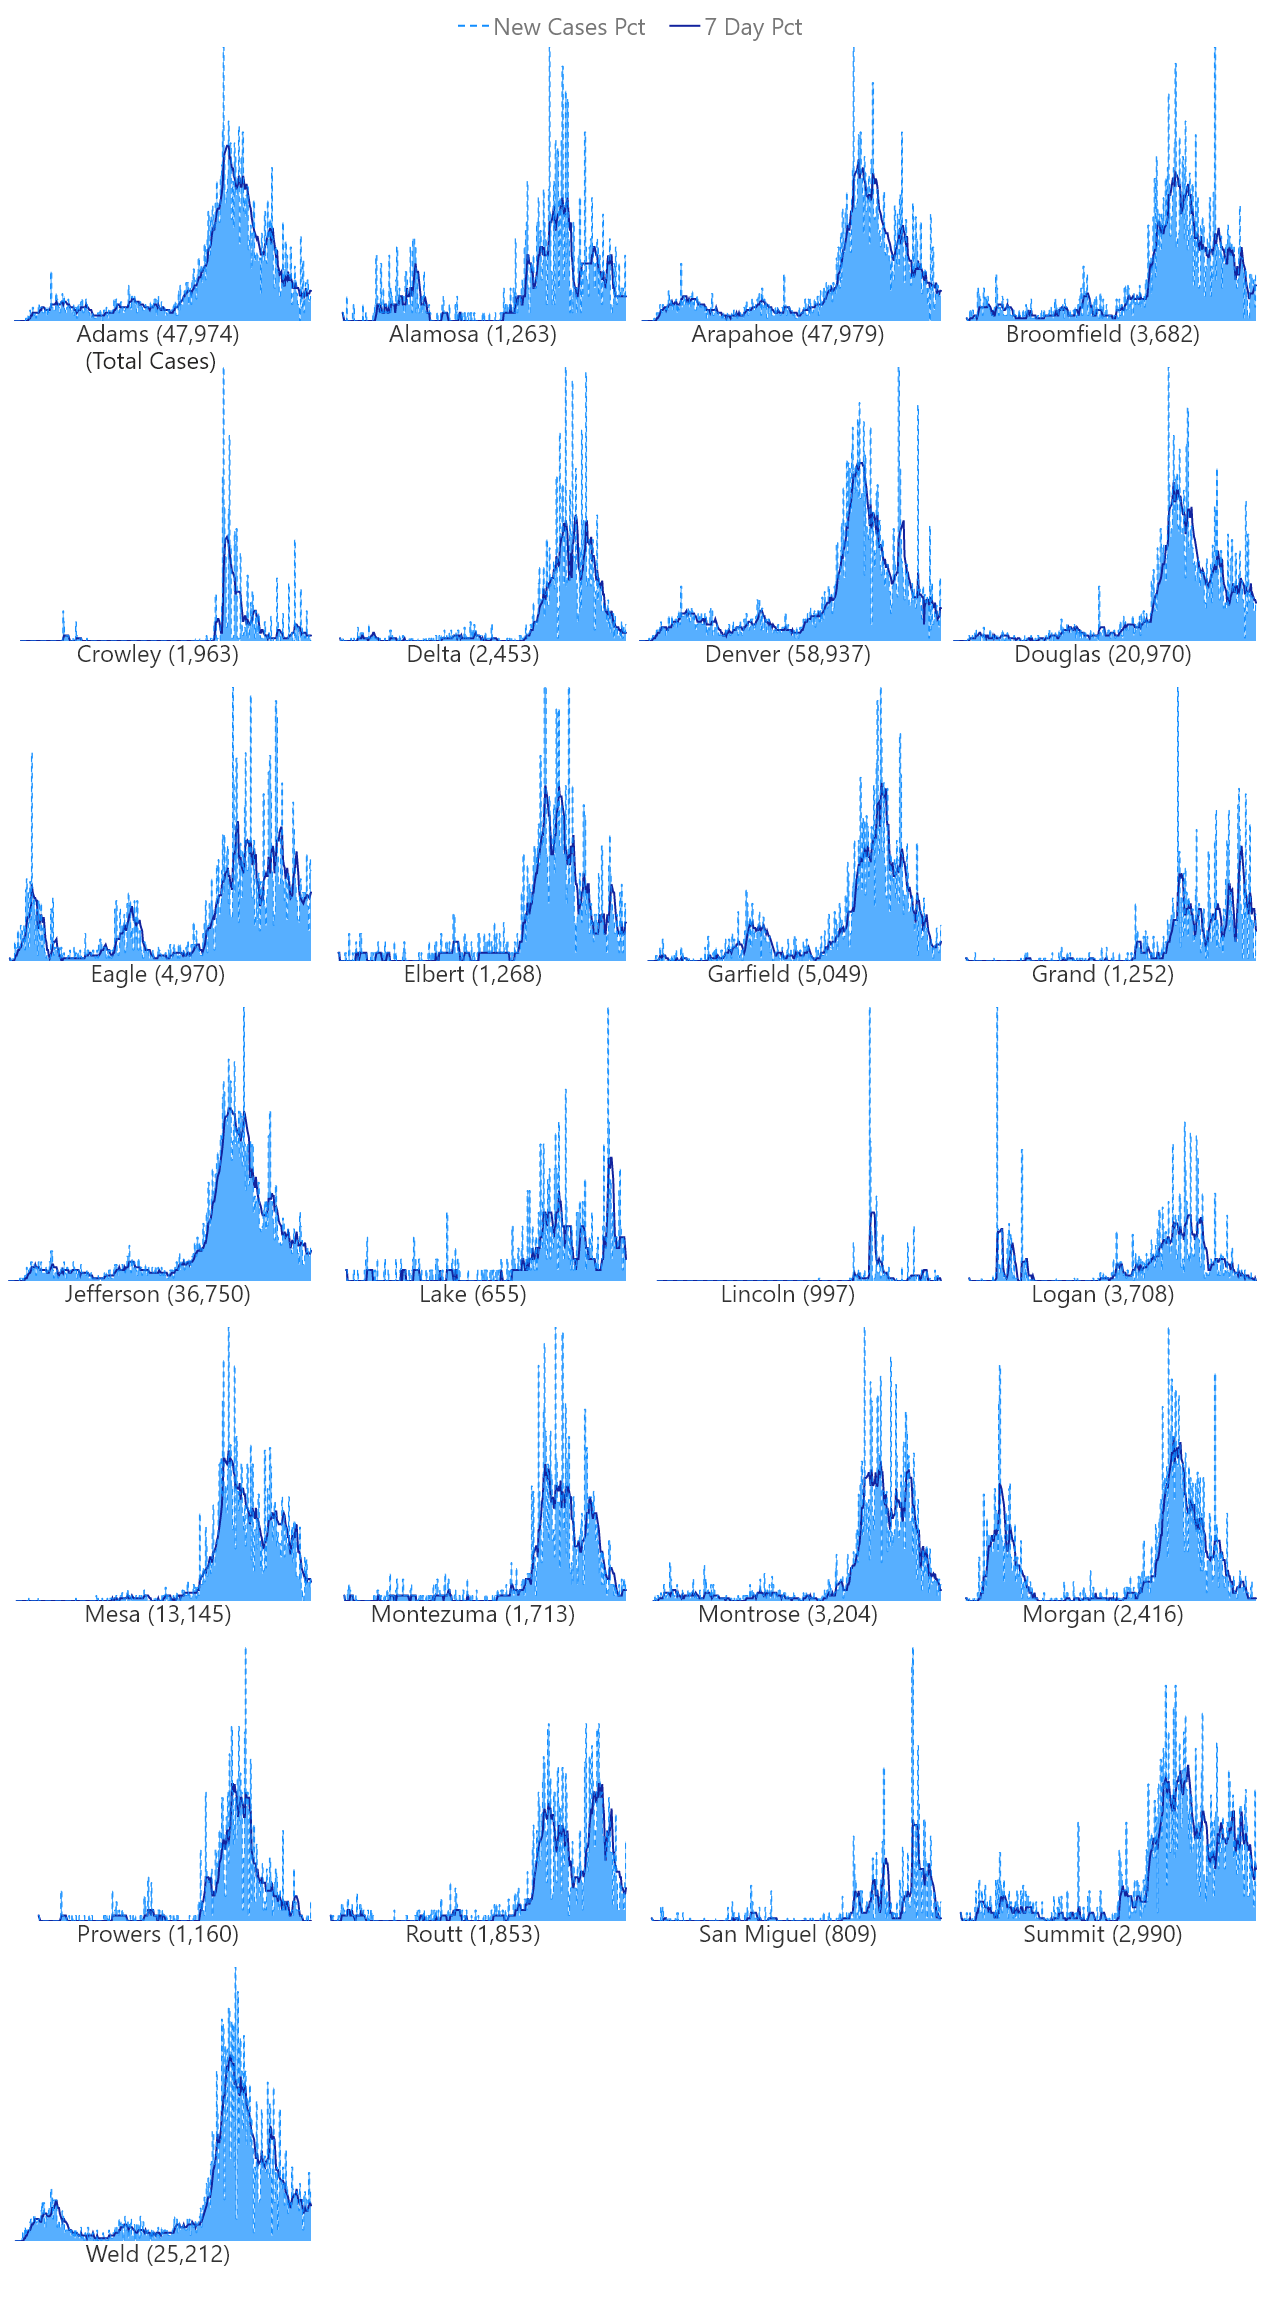 New Cases Pct 7 Day Pct
Adams (47,974) Alamosa (1,263) Arapahoe (47,979) Broomfield (3,682)
(Total Cases)
Crowley (1,963) Delta (2,453) Denver (58,937) Douglas (20,970)
Eagle (4,970) Elbert (1,268) Garfield (5,049) Grand (1,252)
Jefferson (36,750) Lake (655) Lincoln (997) Logan (3,708)
Mesa (13,145) Montezuma (1,713) Montrose (3,204) Morgan (2,416)
Prowers (1,160) Routt (1,853) San Miguel (809) Summit (2,990)
Weld (25,212)